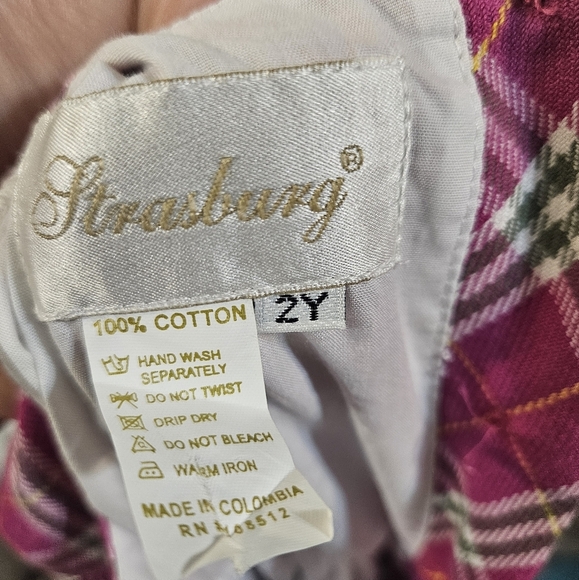 Strasburg®
2Y
100% COTTON
HAND WASH
SEPARATELY
DO NOT TWIST
DRIP DRY
DO NOT BLEACH
WARM IRON
MADE IN COLOMBIA
RN